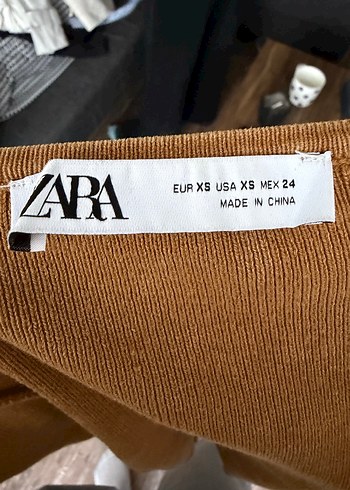 ZARA
EUR XS USA XS MEX 24
MADE IN CHINA